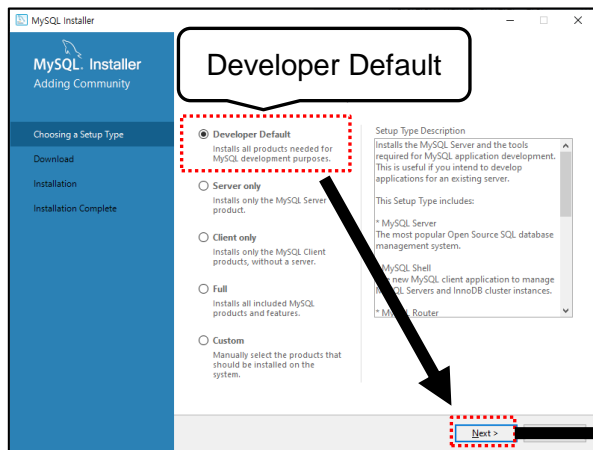 MySQL Installer
MySQL. Installer
Adding Community
Choosing a Setup Type
Download
Installation
Installation Complete
Developer Default
Developer Default
Installs all products needed for
MySQL development purposes.
Server only
Installs only the MySQL Server
product.
Client only
Installs only the MySQL Client
products, without a server.
Full
Installs all included MySQL
products and features.
Custom
Manually select the products that
should be installed on the
system.
Setup Type Description
Installs the MySQL Server and the tools
required for MySQL application development.
This is useful if you intend to develop
applications for an existing server.
This Setup Type includes:
* MySQL Server
The most popular Open Source SQL database
management system.
MySQL Shell
new MySQL client application to manage
Servers and InnoDB cluster instances.
* Router
Next >